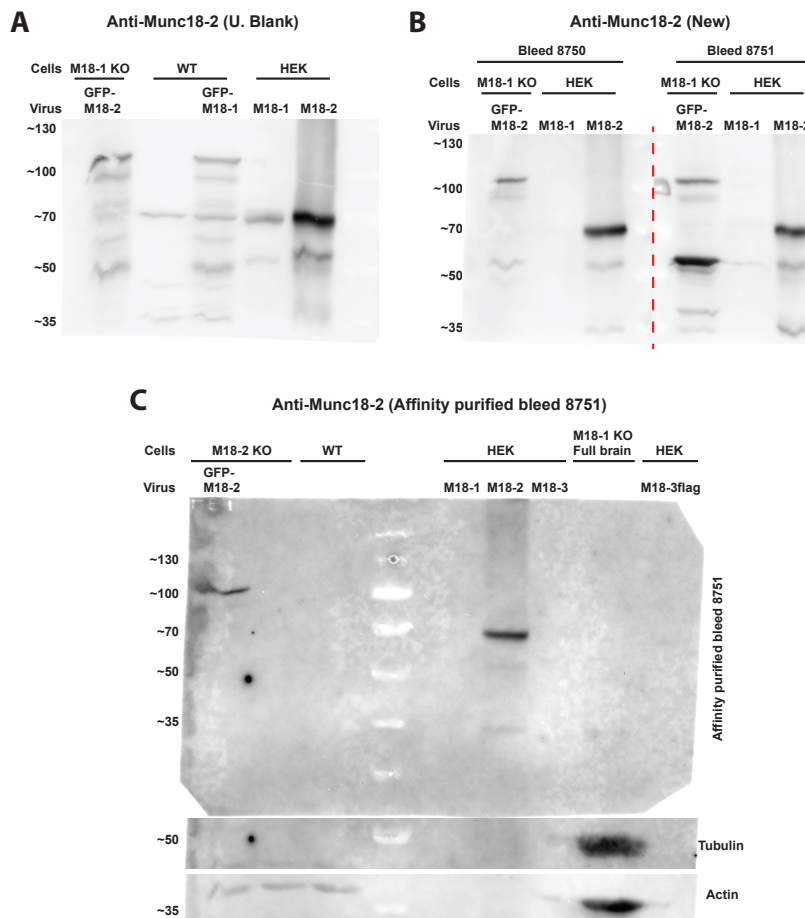 A
Anti-Munc18-2 (U. Blank)
Cells M18-1 KO WT HEK
GFP- GFP-
Virus M18-2 M18-1 M18-1 M18-2
~130
~100
~70
~50
~35
B
Anti-Munc18-2 (New)
Bleed 8750 Bleed 8751
Cells M18-1 KO HEK M18-1 KO HEK
GFP- GFP-
Virus M18-2 M18-1 M18-2 M18-2 M18-1 M18-2
~130
~100
~70
~50
~35
C
Anti-Munc18-2 (Affinity purified bleed 8751)
M18-1 KO
Cells M18-2 KO WT HEK Full brain HEK
GFP-
Virus M18-2 M18-1 M18-2 M18-3 M18-3flag
~130
~100
~70
~50
~35
Affinity purified bleed 8751
~50 Tubulin
Actin
~35